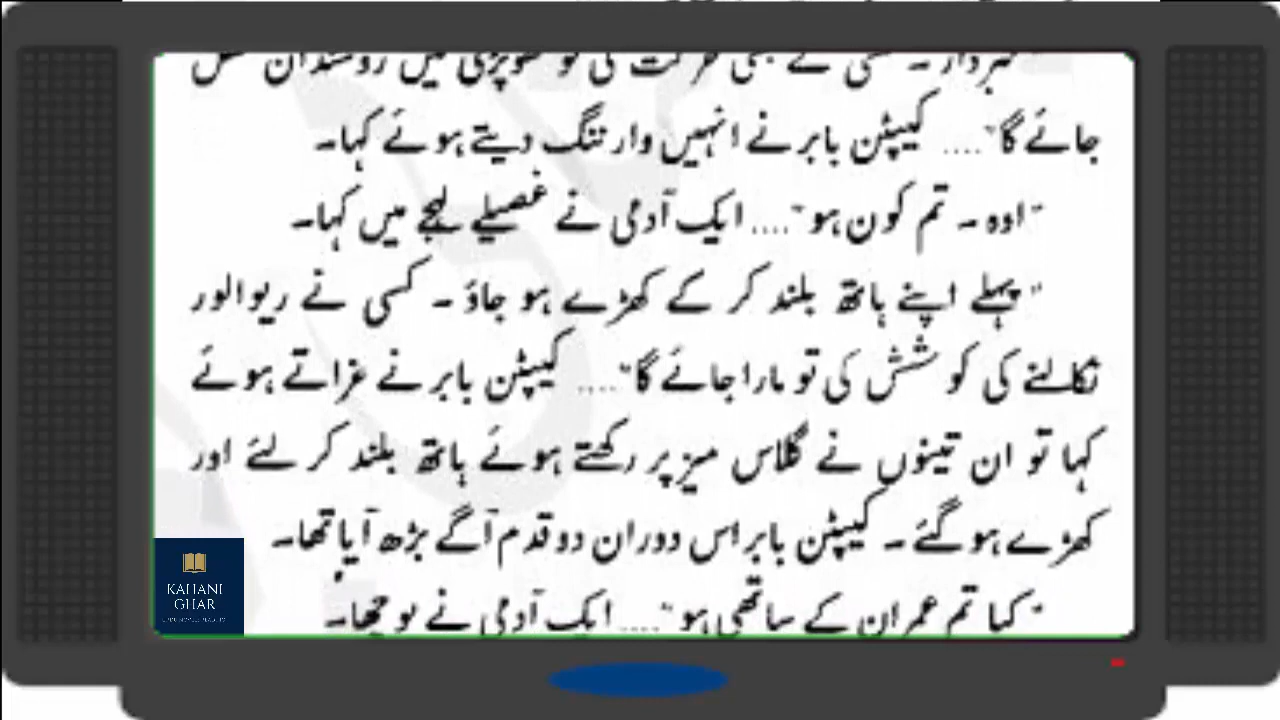 جائے گا".... کیپٹن بابر نے انہیں وارننگ دیتے ہوئے کہا۔
"اوہ۔ تم کون ہو".... ایک آدمی نے غصیلے لہجے میں کہا۔
"پہلے اپنے ہاتھ بلند کر کے کھڑے ہو جاؤ۔ کسی نے ریوالور
نکالنے کی کوشش کی تو مارا جائے گا".... کیپٹن بابر نے غراتے ہوئے
کہا تو ان تینوں نے گلاس میز پر رکھتے ہوئے ہاتھ بلند کر لئے اور
کھڑے ہو گئے۔ کیپٹن بابر اس دوران دو قدم آگے بڑھ آیا تھا۔
"کیا تم عمران کے ساتھی ہو".... ایک آدمی نے پوچھا۔
KAHANI
GHAR